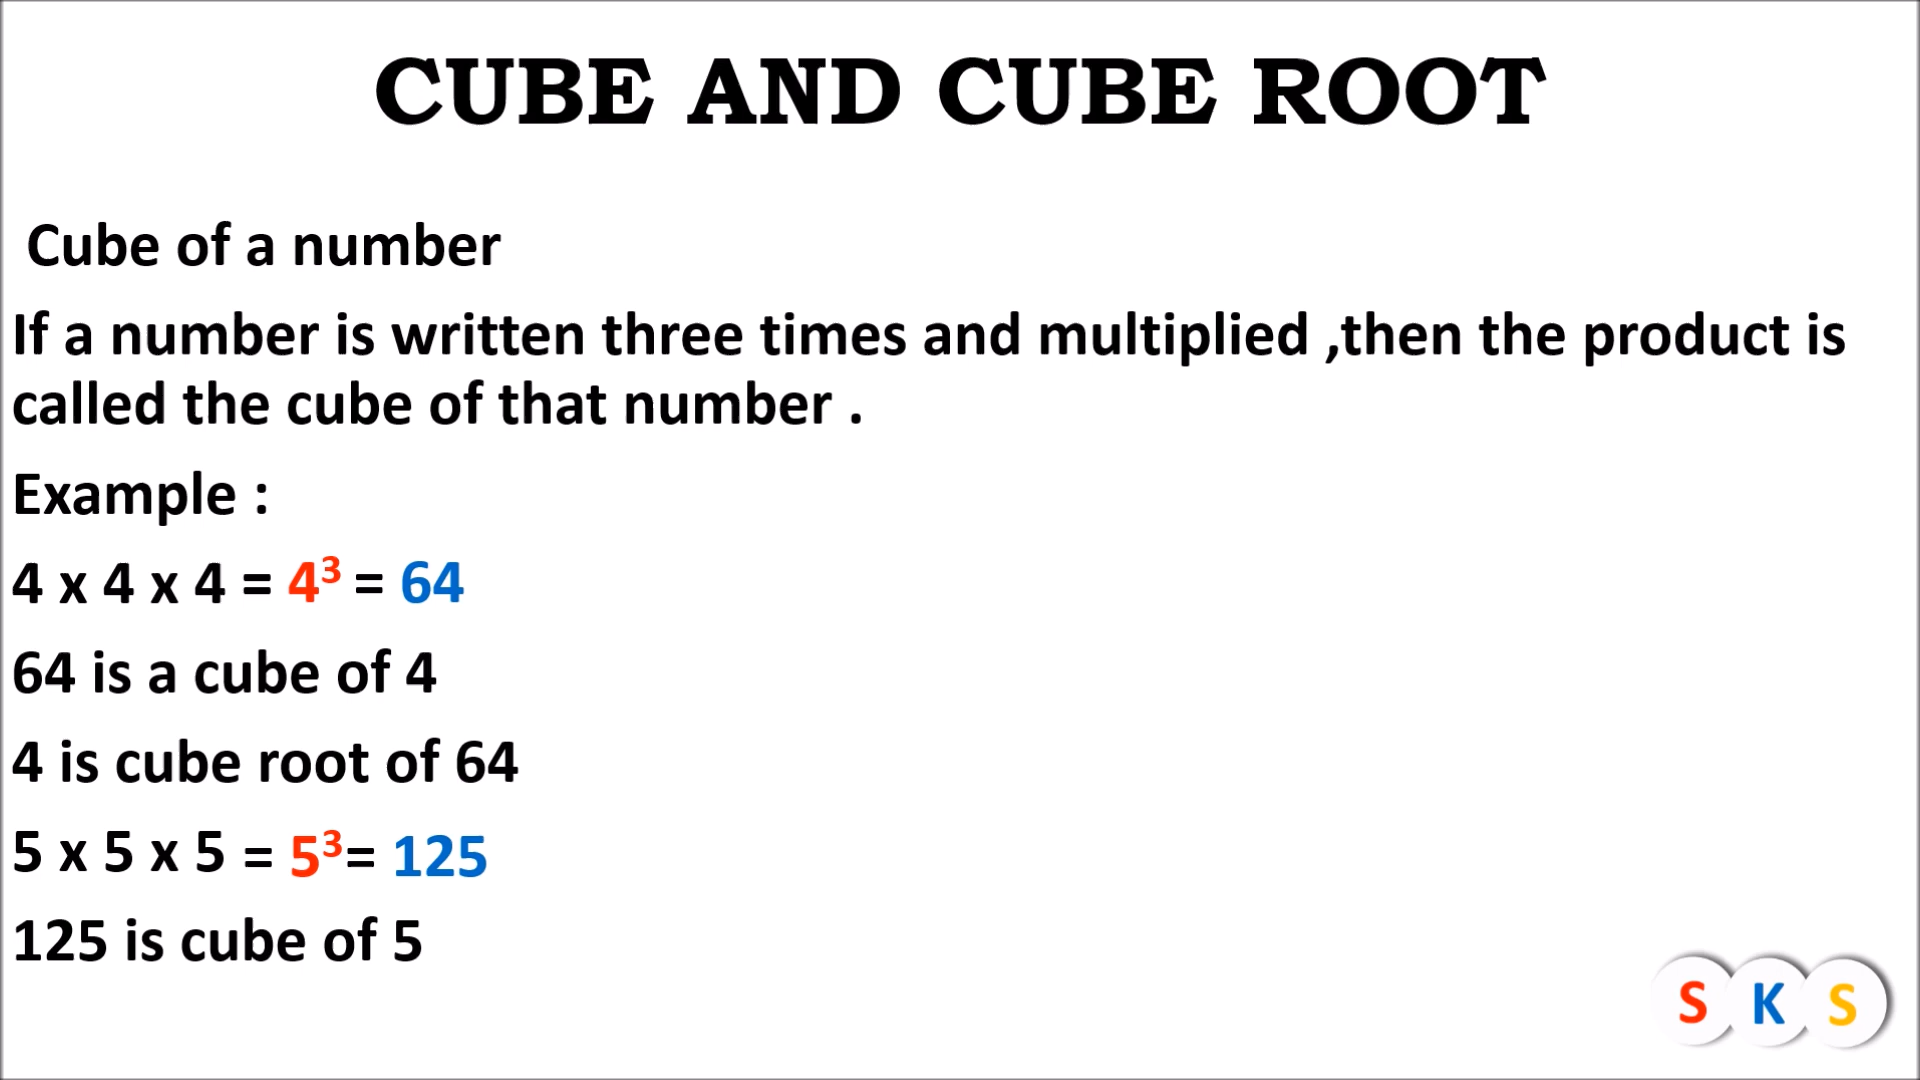 CUBE AND CUBE ROOT
Cube of a number
If a number is written three times and multiplied ,then the product is
called the cube of that number .
Example :
4 x 4 x 4 = 4³ = 64
64 is a cube of 4
4 is cube root of 64
5 x 5 x 5 = 5³= 125
125 is cube of 5
S K S